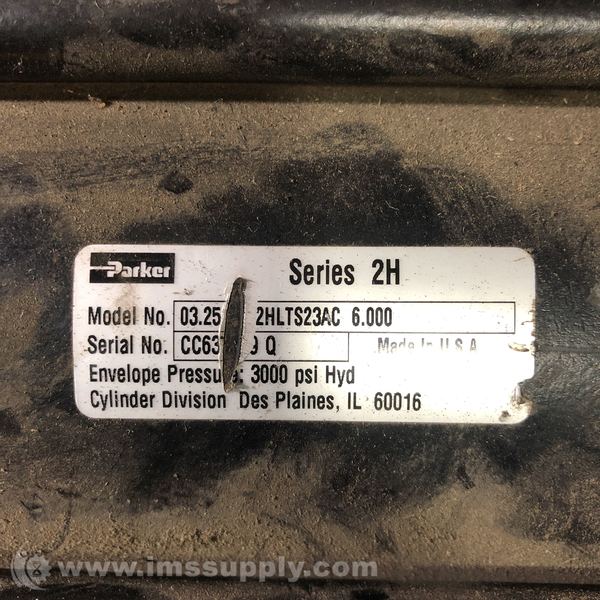 Parker
Series 2H
Model No. 03.25 2HLTS23AC 6.000
Serial No. Q
Made In U.S.A
Envelope Pressure: 3000 psi Hyd
Cylinder Division Des Plaines, IL 60016
www.imssupply.com